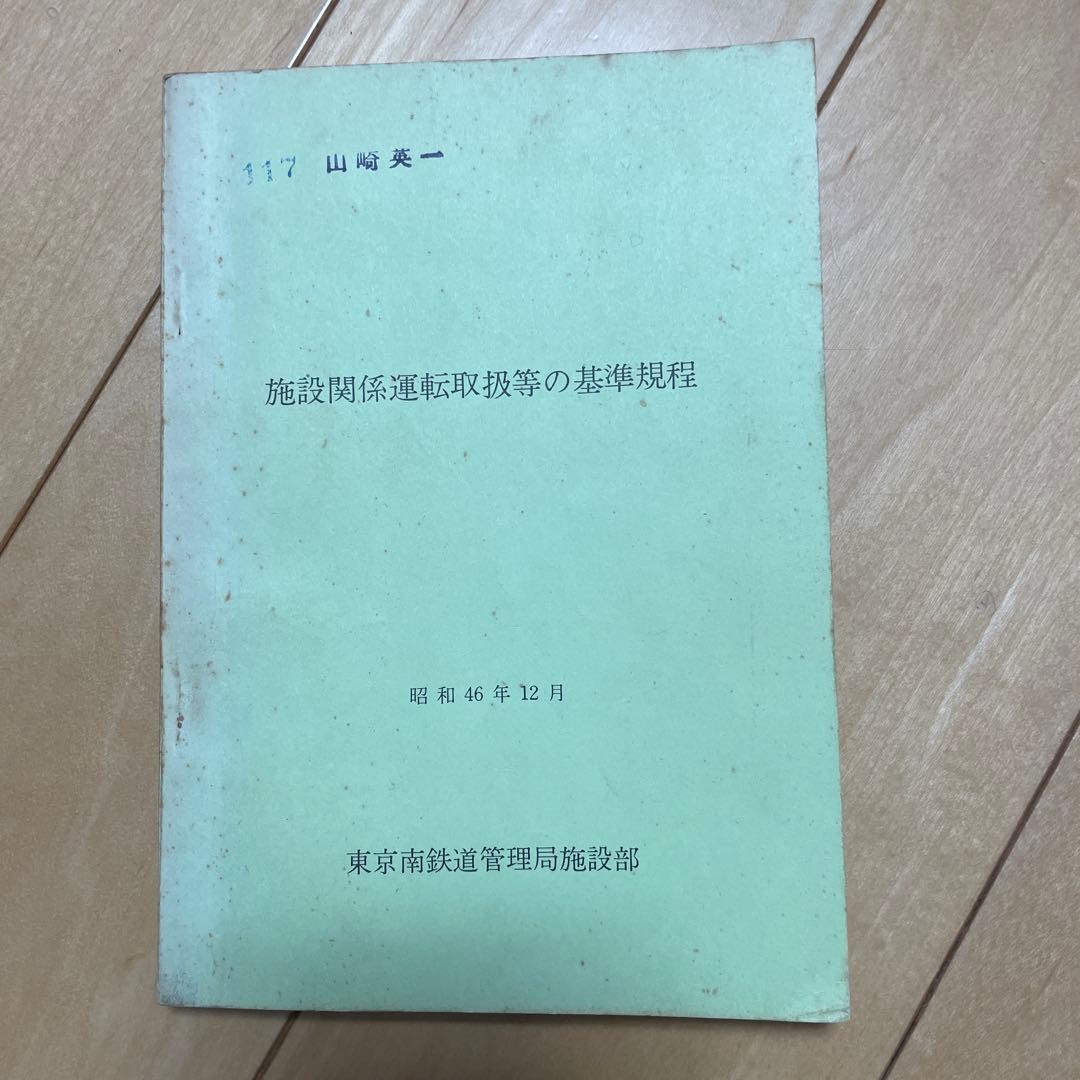 117 山崎英一
施設関係運転取扱等の基準規程
昭和46年12月
東京南鉄道管理局施設部